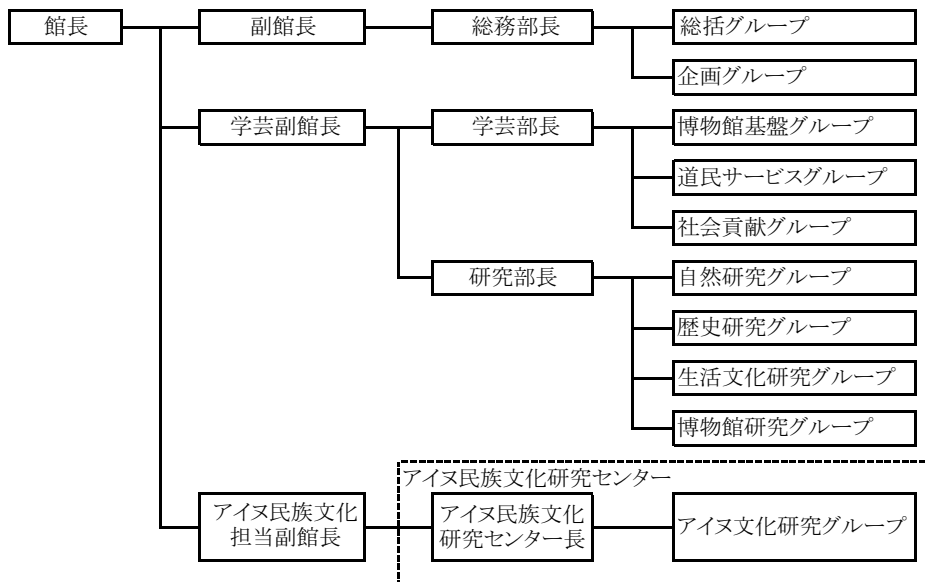 館長
副館長
総務部長
総括グループ
企画グループ
学芸副館長
学芸部長
博物館基盤グループ
道民サービスグループ
社会貢献グループ
研究部長
自然研究グループ
歴史研究グループ
生活文化研究グループ
博物館研究グループ
アイヌ民族文化研究センター
アイヌ民族文化
担当副館長
アイヌ民族文化
研究センター長
アイヌ文化研究グループ